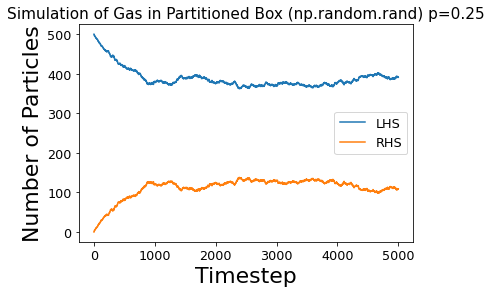 Simulation of Gas in Partitioned Box (np.random.rand) p=0.25
Number of Particles
500
400
300
200
100
0
LHS
RHS
0 1000 2000 3000 4000 5000
Timestep